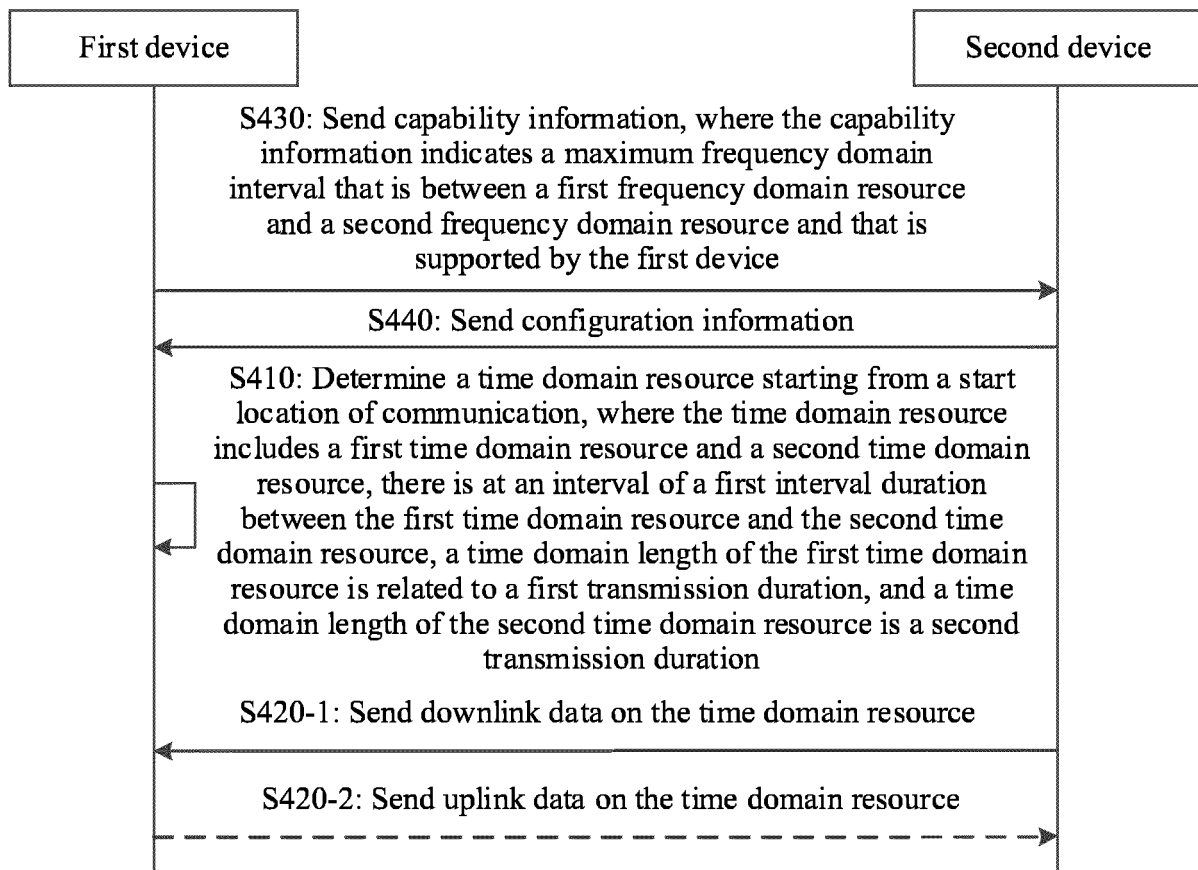 First device
Second device
S430: Send capability information, where the capability
information indicates a maximum frequency domain
interval that is between a first frequency domain resource
and a second frequency domain resource and that is
supported by the first device
S440: Send configuration information
S410: Determine a time domain resource starting from a start
location of communication, where the time domain resource
includes a first time domain resource and a second time domain
resource, there is at an interval of a first interval duration
between the first time domain resource and the second time
domain resource, a time domain length of the first time domain
resource is related to a first transmission duration, and a time
domain length of the second time domain resource is a second
transmission duration
S420-1: Send downlink data on the time domain resource
S420-2: Send uplink data on the time domain resource